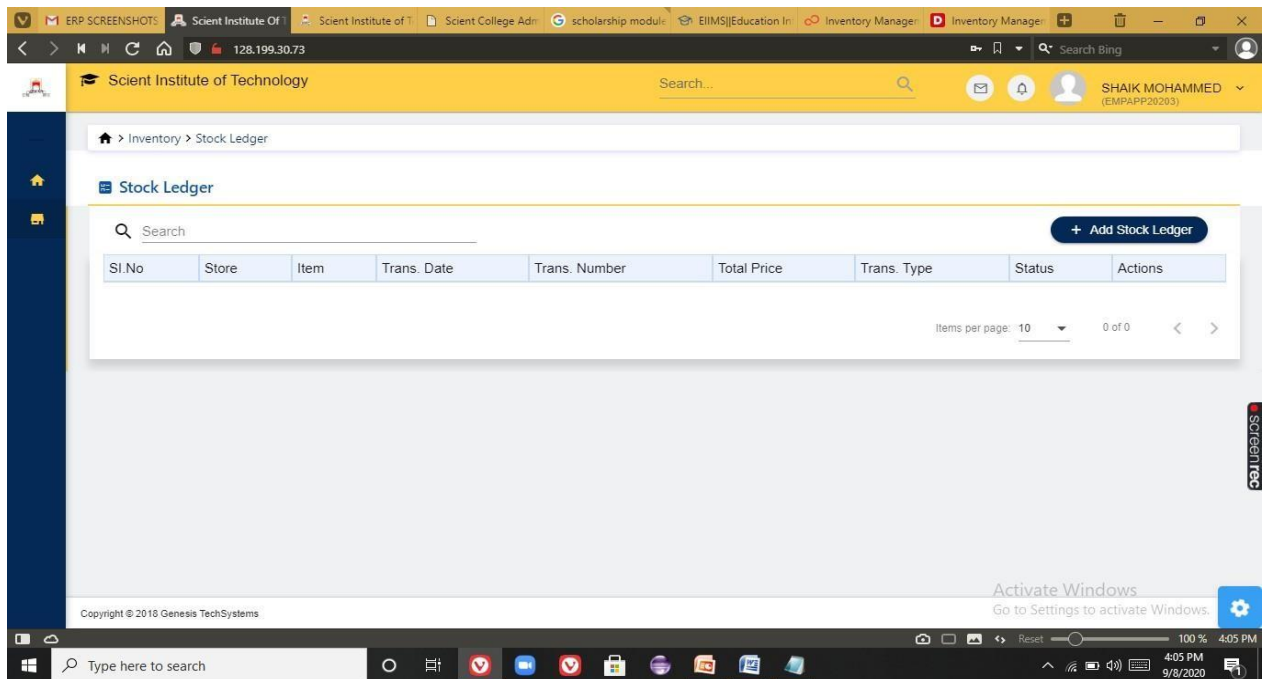 ERP SCREENSHOTS Scient Institute Of T Scient Institute of T Scient College Adm scholarship module EIIMS||Education In Inventory Manager Inventory Manager
128.199.30.73 Search Bing
Scient Institute of Technology Search... SHAIK MOHAMMED
(EMPAPP20203)
> Inventory > Stock Ledger
Stock Ledger
Search + Add Stock Ledger
Sl.No Store Item Trans. Date Trans. Number Total Price Trans. Type Status Actions
Items per page: 10 0 of 0
screenrec
Activate Windows
Go to Settings to activate Windows.
Copyright © 2018 Genesis TechSystems
Reset 100 % 4:05 PM
Type here to search 4:05 PM
9/8/2020